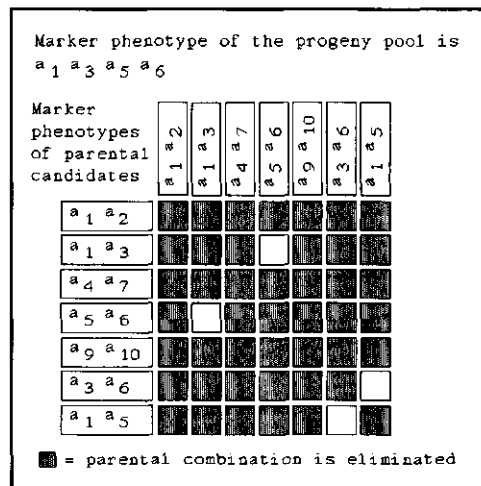 Marker phenotype of the progeny pool is
a1 a3 a5 a6
Marker
phenotypes
of parental
candidates
a1 a2
a1 a3
a4 a7
a5 a6
a9 a10
a3 a6
a1 a5
a1 a2
a1 a3
a4 a7
a5 a6
a9 a10
a3 a6
a1 a5
= parental combination is eliminated